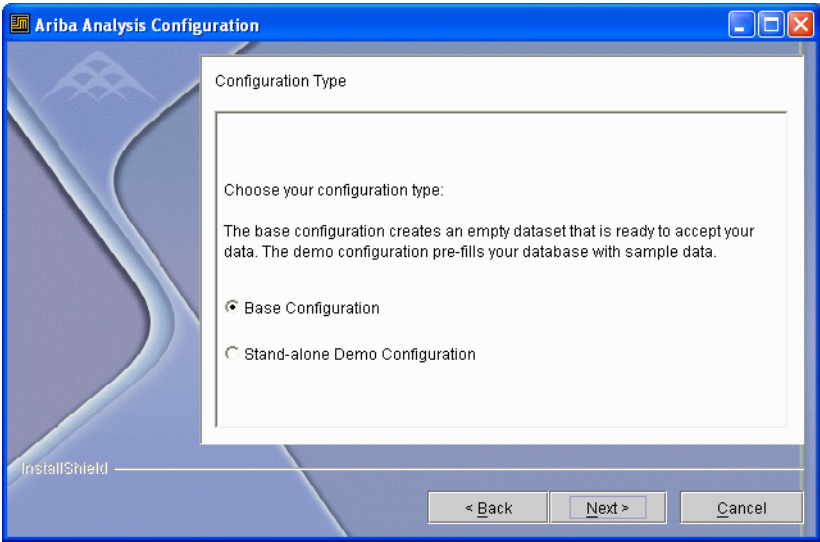 Ariba Analysis Configuration
Configuration Type
Choose your configuration type:
The base configuration creates an empty dataset that is ready to accept your
data. The demo configuration pre-fills your database with sample data.
Base Configuration
Stand-alone Demo Configuration
InstallShield
< Back
Next >
Cancel